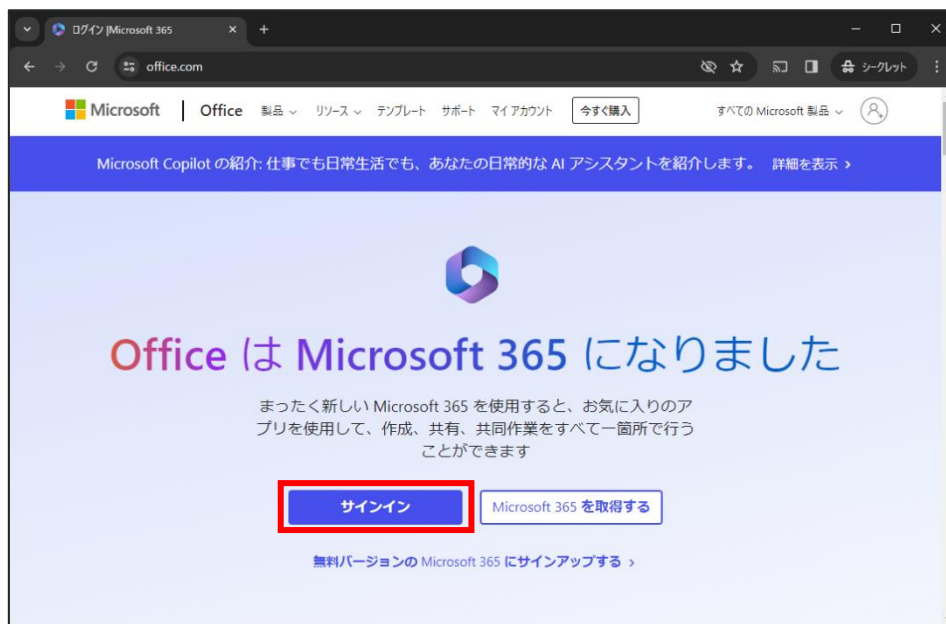 ログイン |Microsoft 365
office.com
シークレット
Microsoft Office 製品 リソース テンプレート サポート マイ アカウント 今すぐ購入 すべての Microsoft 製品
Microsoft Copilot の紹介: 仕事でも日常生活でも、あなたの日常的な AI アシスタントを紹介します。 詳細を表示 >
Office は Microsoft 365 になりました
まったく新しい Microsoft 365 を使用すると、お気に入りのア
プリを使用して、作成、共有、共同作業をすべて一箇所で行う
ことができます
サインイン Microsoft 365 を取得する
無料バージョンの Microsoft 365 にサインアップする >